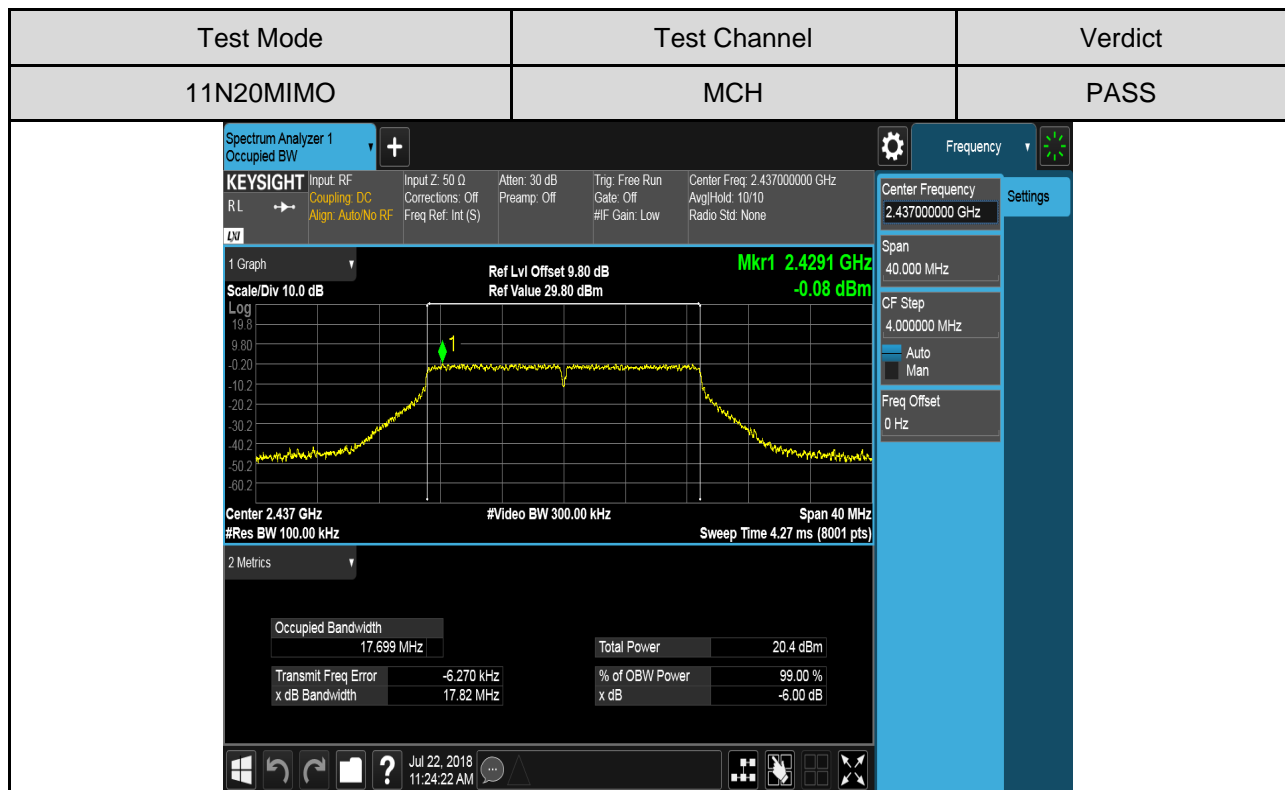 Test Mode Test Channel Verdict
11N20MIMO MCH PASS
Spectrum Analyzer 1
Occupied BW
+
Frequency
KEYSIGHT
R L
LXI
Input: RF
Coupling: DC
Align: Auto/No RF
Input Z: 50 Ω
Corrections: Off
Freq Ref: Int (S)
Atten: 30 dB
Preamp: Off
Trig: Free Run
Gate: Off
#IF Gain: Low
Center Freq: 2.437000000 GHz
Avg|Hold: 10/10
Radio Std: None
Center Frequency
2.437000000 GHz
Settings
Span
40.000 MHz
CF Step
4.000000 MHz
Auto
Man
Freq Offset
0 Hz
1 Graph
Scale/Div 10.0 dB
Ref Lvl Offset 9.80 dB
Ref Value 29.80 dBm
Mkr1 2.4291 GHz
-0.08 dBm
Log
19.8
9.80
-0.20
-10.2
-20.2
-30.2
-40.2
-50.2
-60.2
1
Center 2.437 GHz #Video BW 300.00 kHz Span 40 MHz
#Res BW 100.00 kHz Sweep Time 4.27 ms (8001 pts)
2 Metrics
Occupied Bandwidth
17.699 MHz
Total Power 20.4 dBm
Transmit Freq Error -6.270 kHz
% of OBW Power 99.00 %
x dB Bandwidth 17.82 MHz
x dB -6.00 dB
?
Jul 22, 2018
11:24:22 AM